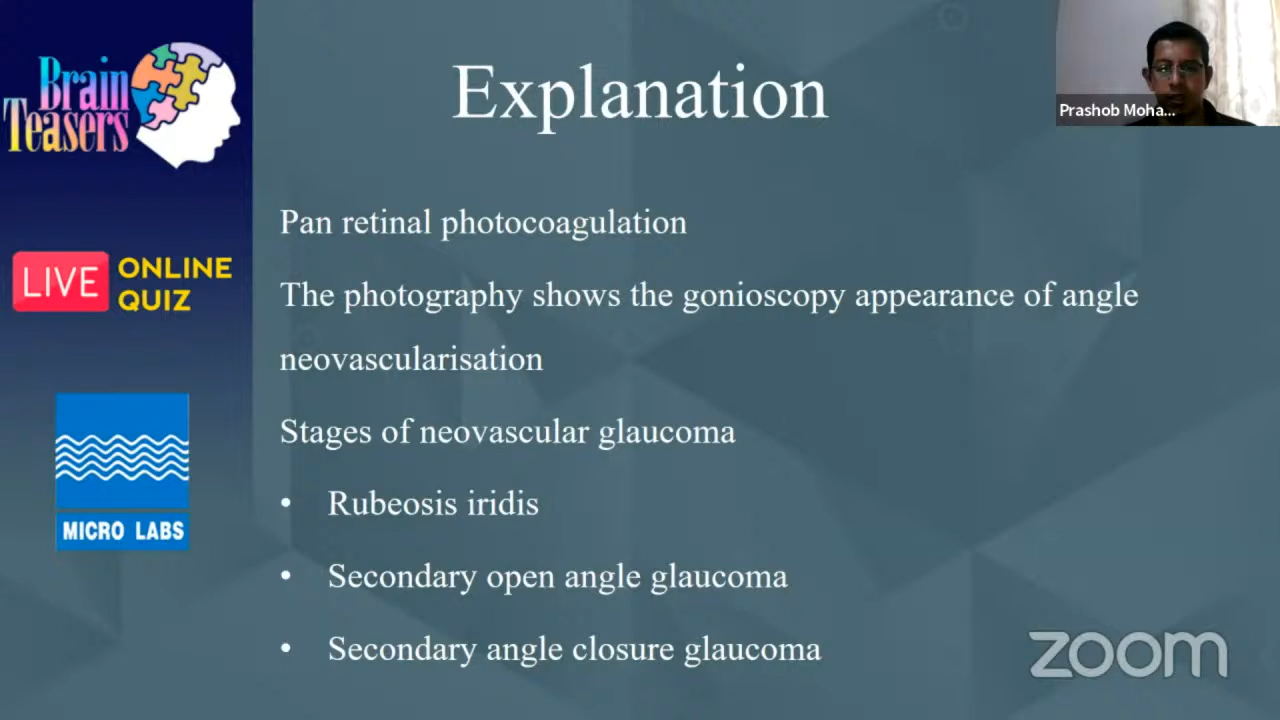 Brain
Teasers
LIVE ONLINE
QUIZ
MICRO LABS
Explanation
Prashob Moha...
Pan retinal photocoagulation
The photography shows the gonioscopy appearance of angle
neovascularisation
Stages of neovascular glaucoma
• Rubeosis iridis
• Secondary open angle glaucoma
• Secondary angle closure glaucoma
zoom